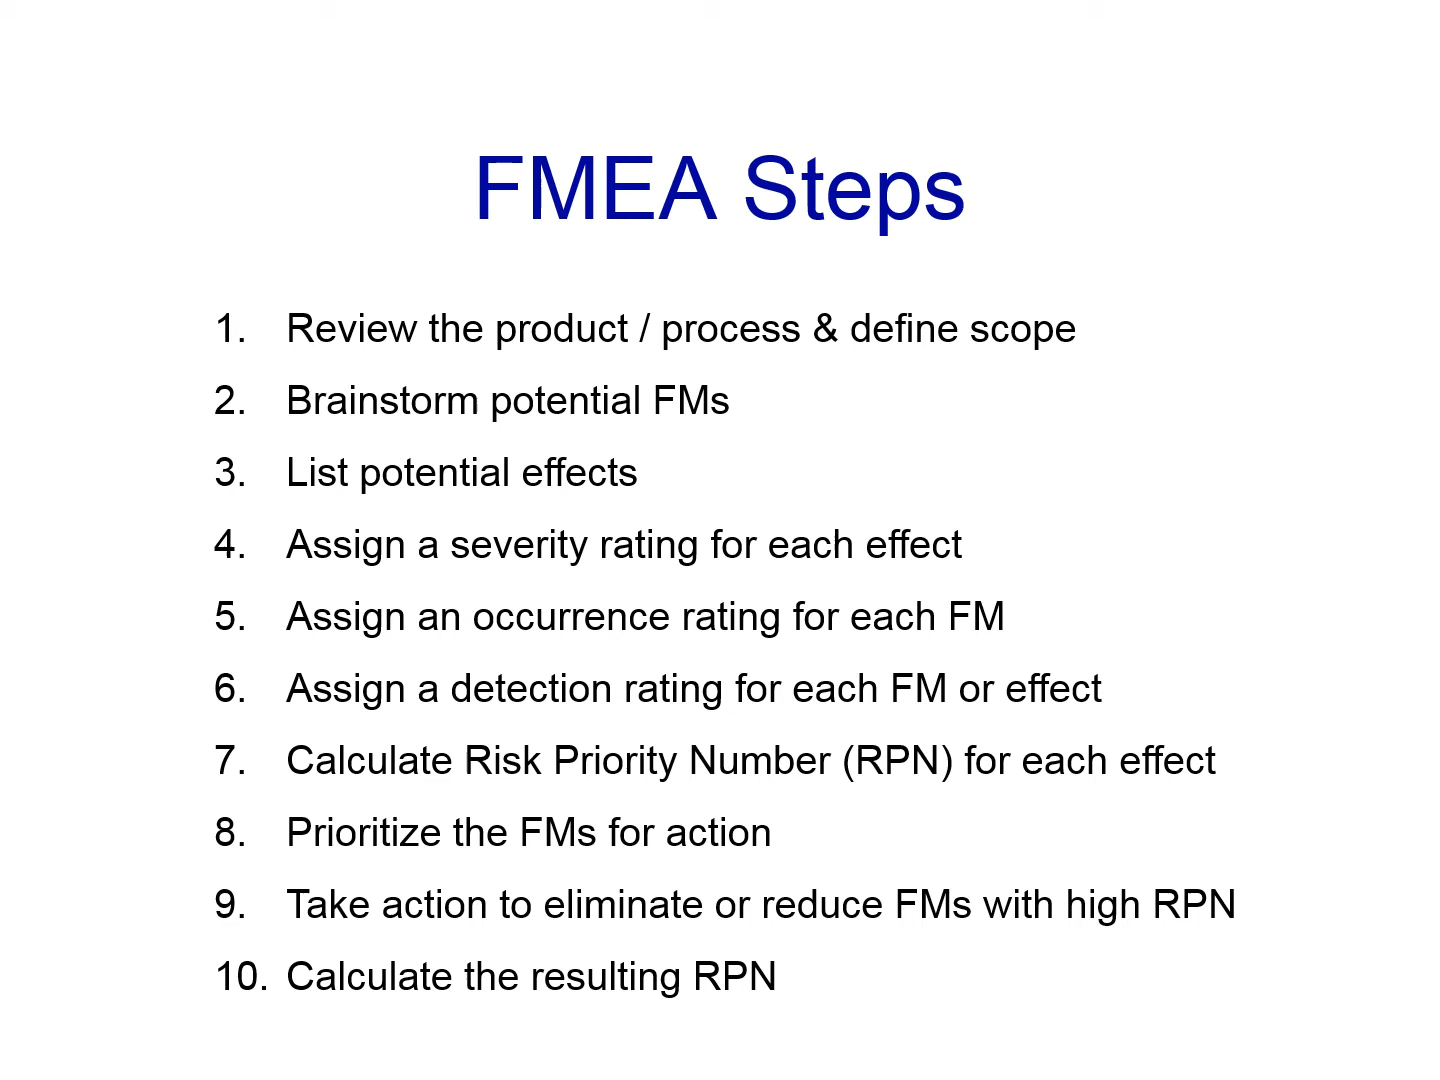 FMEA Steps
1. Review the product / process & define scope
2. Brainstorm potential FMs
3. List potential effects
4. Assign a severity rating for each effect
5. Assign an occurrence rating for each FM
6. Assign a detection rating for each FM or effect
7. Calculate Risk Priority Number (RPN) for each effect
8. Prioritize the FMs for action
9. Take action to eliminate or reduce FMs with high RPN
10. Calculate the resulting RPN